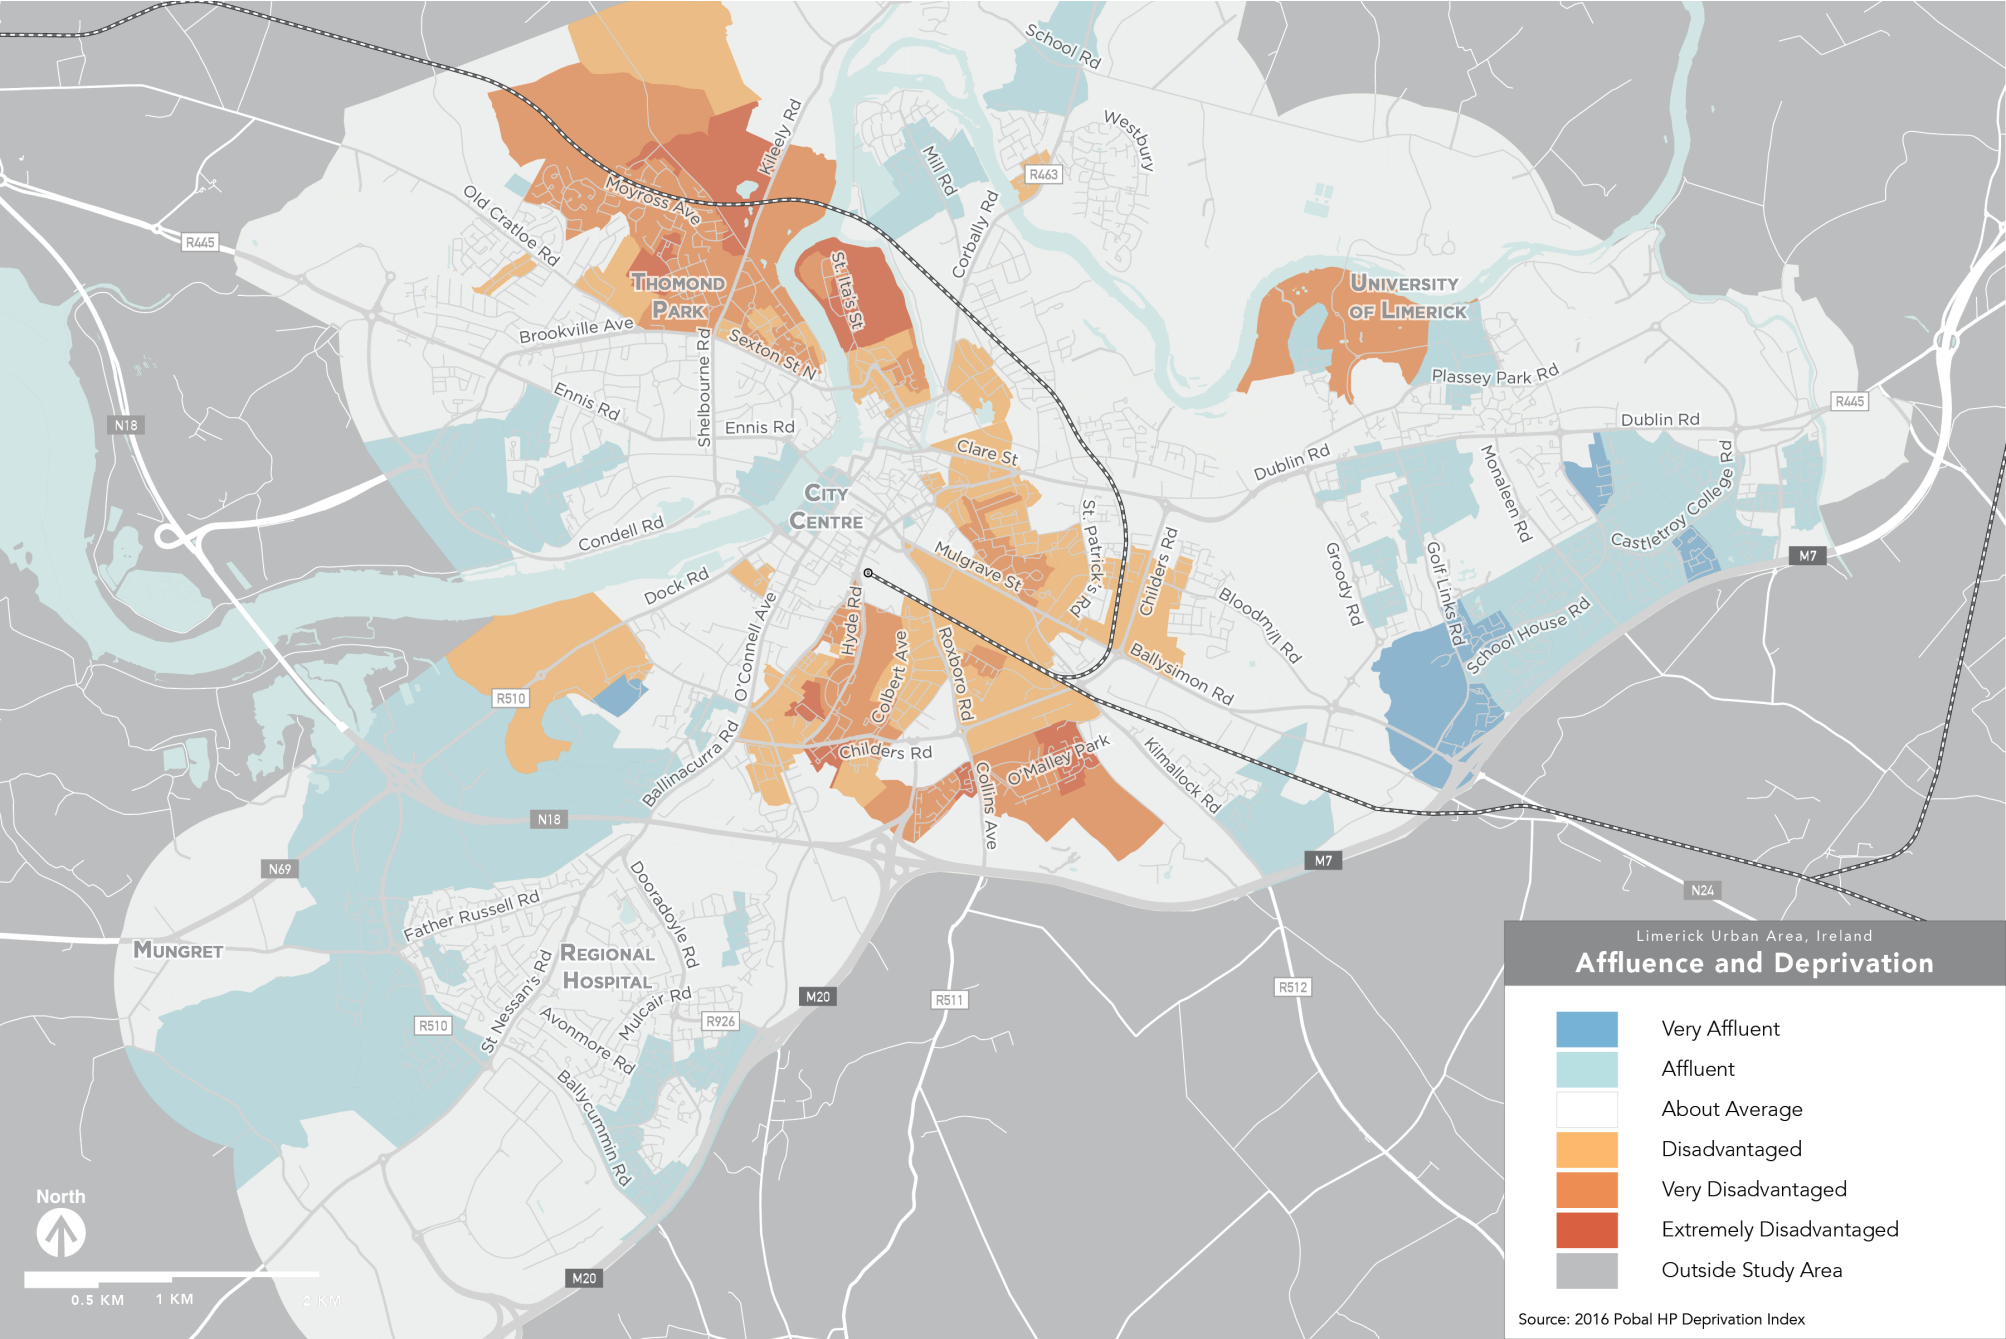 School Rd
Kileely Rd
Westbury
Mill Rd
R463
Moyross Ave
Old Cratloe Rd
Corbally Rd
R445
St. Ita's St
Thomond
Park
University
of Limerick
Brookville Ave
Sexton St N
Shelbourne Rd
Plassey Park Rd
Ennis Rd
R445
N18
Ennis Rd
Dublin Rd
Clare St
Dublin Rd
Monaleen Rd
Castletroy College Rd
City
Centre
St. Patrick's Rd
Condell Rd
Childers Rd
Mulgrave St
Groody Rd
Golf Links Rd
M7
Dock Rd
Hyde Rd
O'Connell Ave
Bloodmill Rd
School House Rd
Colbert Ave
Roxboro Rd
Ballysimon Rd
R510
Childers Rd
O'Malley Park
Kilmallock Rd
Ballinacurra Rd
Collins Ave
N18
M7
N69
Dooradoyle Rd
N24
Father Russell Rd
Mungret
Regional
Hospital
St Nessan's Rd
M20
R511
R512
Mulcair Rd
R510
Avonmore Rd
R926
Ballycummin Rd
M20
North
0.5 KM
1 KM
2 KM
Limerick Urban Area, Ireland
Affluence and Deprivation
Very Affluent
Affluent
About Average
Disadvantaged
Very Disadvantaged
Extremely Disadvantaged
Outside Study Area
Source: 2016 Pobal HP Deprivation Index